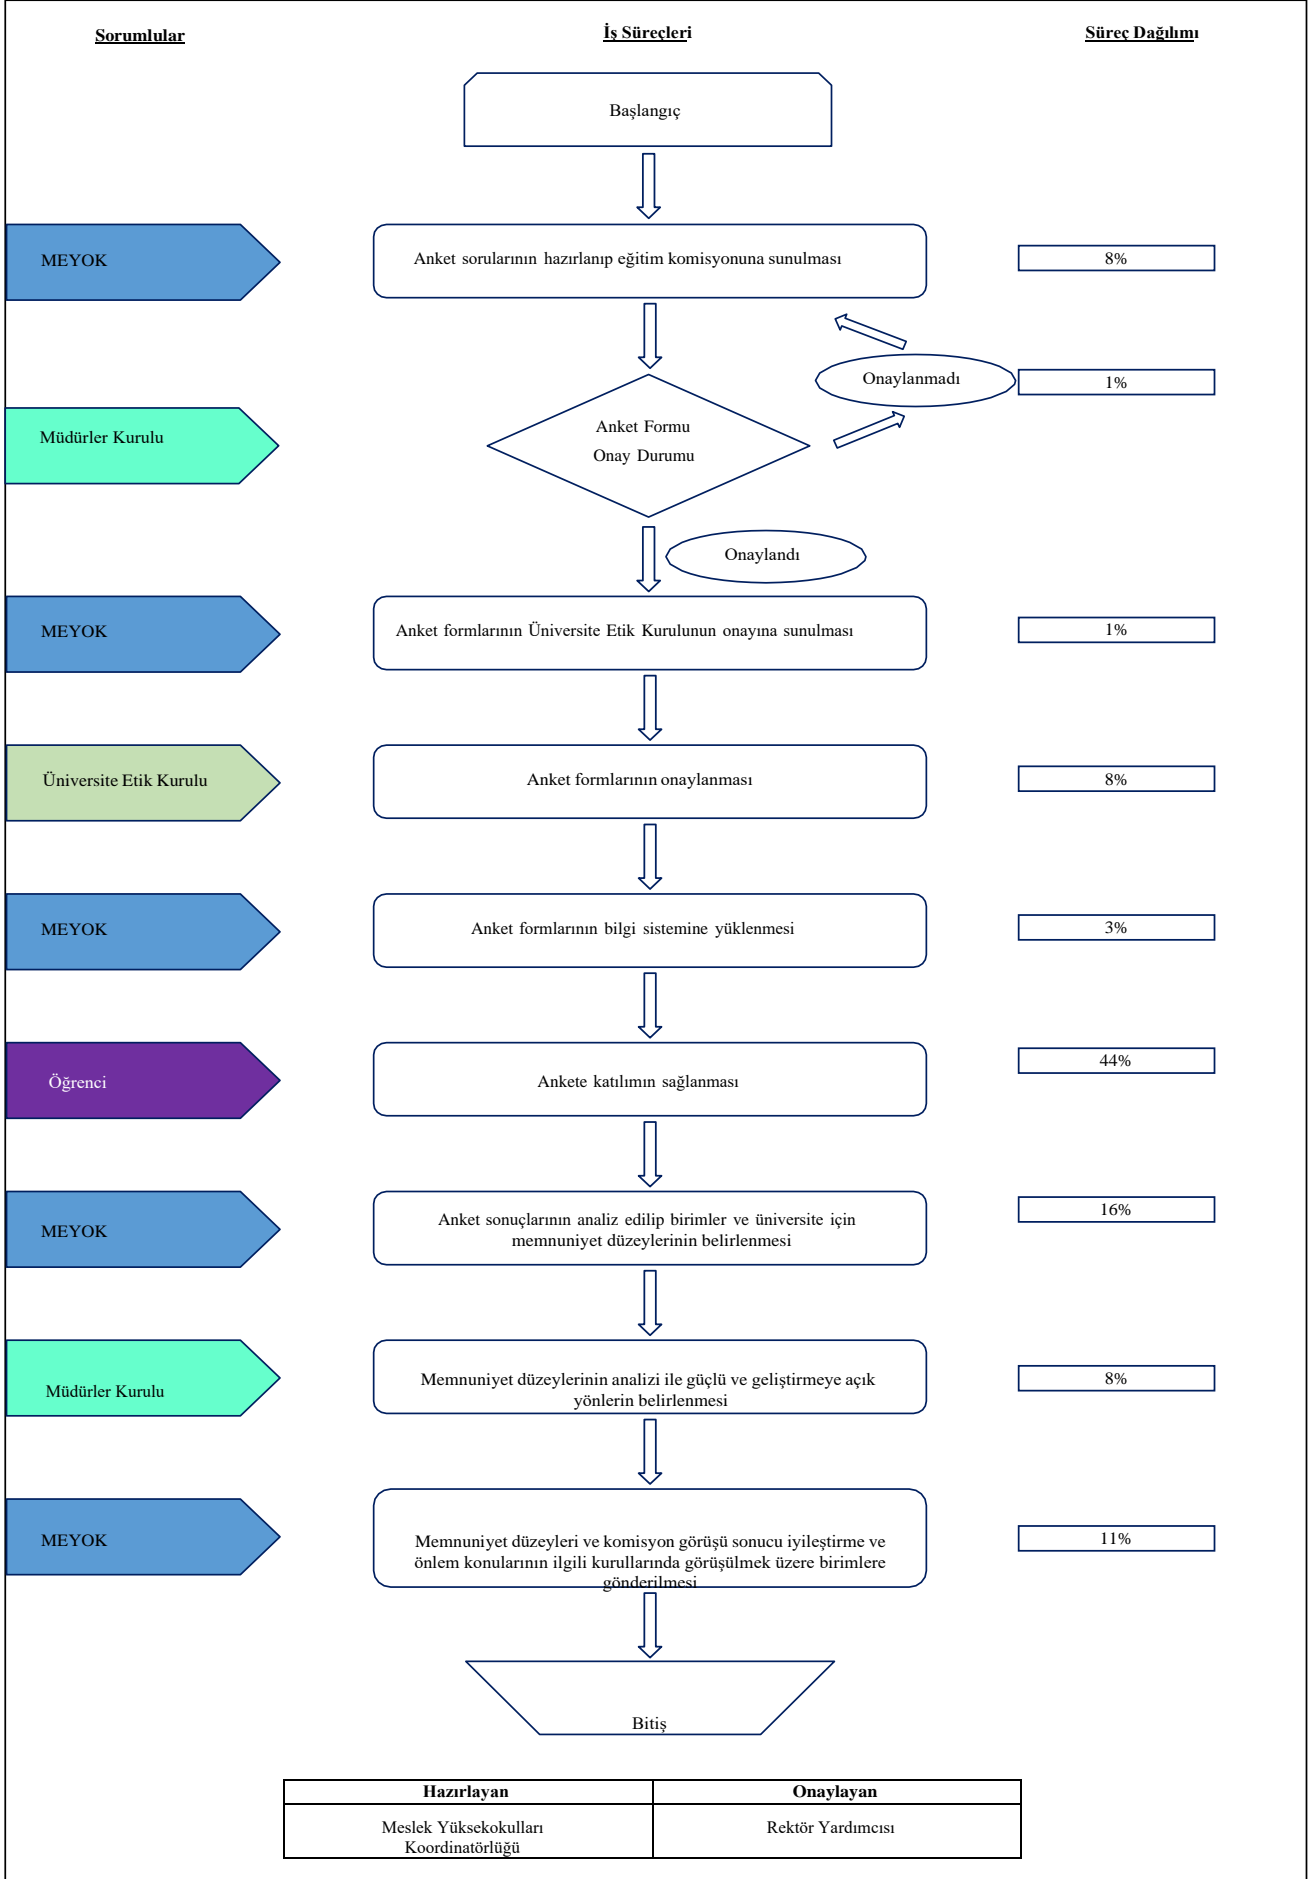 Sorumlular
İş Süreçleri
Süreç Dağılımı
Başlangıç
MEYOK
Anket sorularının hazırlanıp eğitim komisyonuna sunulması
8%
Onaylanmadı
1%
Müdürler Kurulu
Anket Formu
Onay Durumu
Onaylandı
MEYOK
Anket formlarının Üniversite Etik Kurulunun onayına sunulması
1%
Üniversite Etik Kurulu
Anket formlarının onaylanması
8%
MEYOK
Anket formlarının bilgi sistemine yüklenmesi
3%
Öğrenci
Ankete katılımın sağlanması
44%
MEYOK
Anket sonuçlarının analiz edilip birimler ve üniversite için
memnuniyet düzeylerinin belirlenmesi
16%
Müdürler Kurulu
Memnuniyet düzeylerinin analizi ile güçlü ve geliştirmeye açık
yönlerin belirlenmesi
8%
MEYOK
Memnuniyet düzeyleri ve komisyon görüşü sonucu iyileştirme ve
önlem konularının ilgili kurullarında görüşülmek üzere birimlere
gönderilmesi
11%
Bitiş
Hazırlayan
Onaylayan
Meslek Yüksekokulları
Koordinatörlüğü
Rektör Yardımcısı